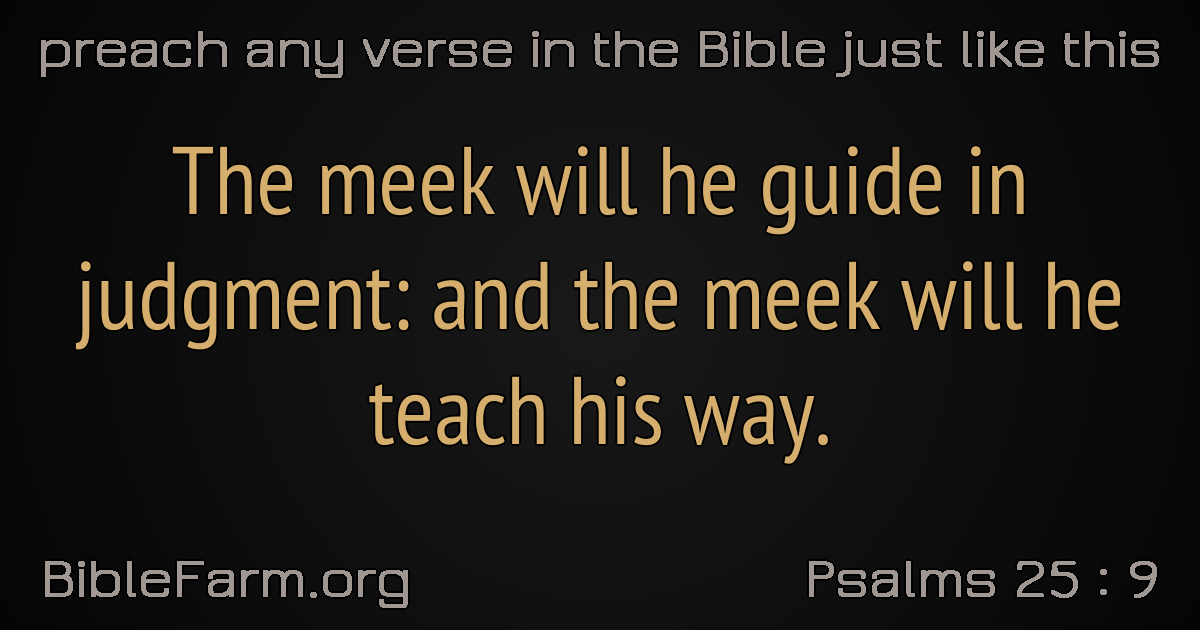 preach any verse in the Bible just like this
The meek will he guide in
judgment: and the meek will he
teach his way.
BibleFarm.org
Psalms 25 : 9